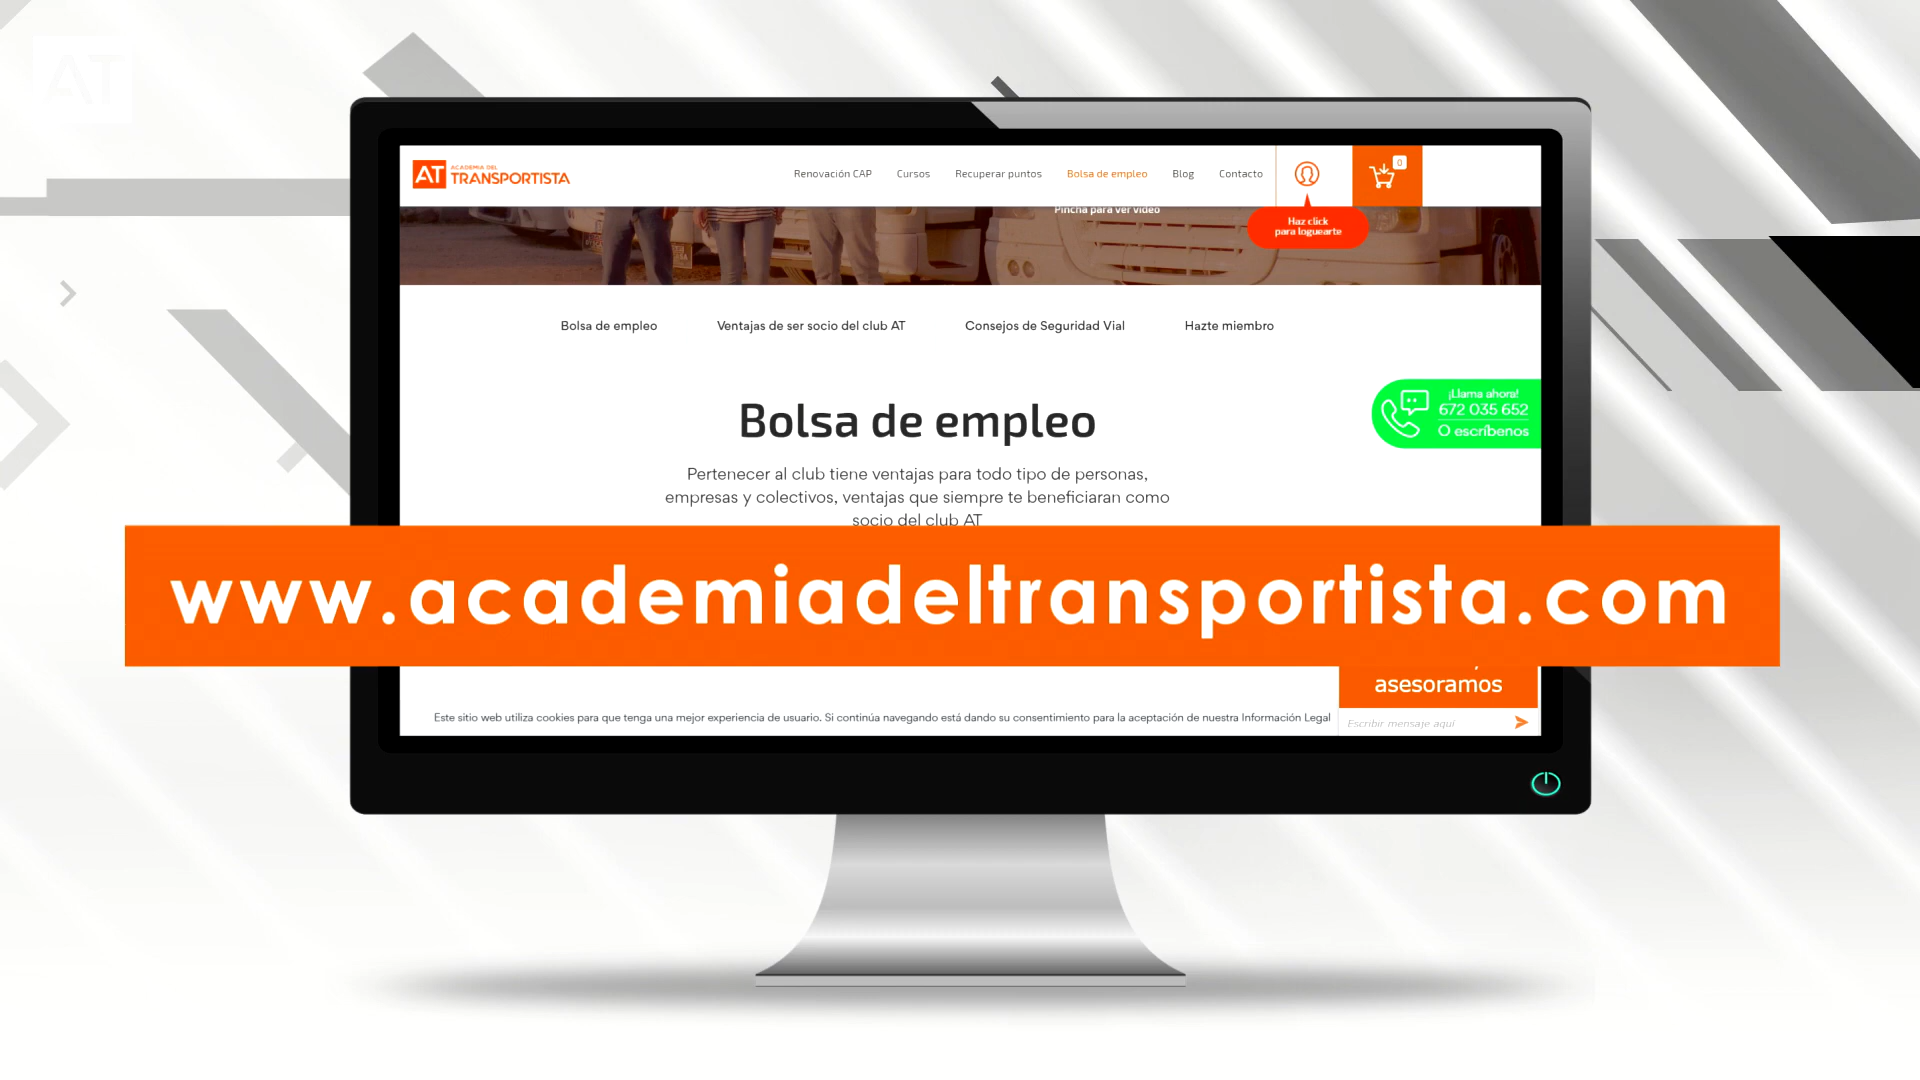 AT
AT ACADEMIA DEL
TRANSPORTISTA
Renovación CAP Cursos Recuperar puntos Bolsa de empleo Blog Contacto
0
Pincha para ver vídeo
Haz click
para loguearte
Bolsa de empleo Ventajas de ser socio del club AT Consejos de Seguridad Vial Hazte miembro
¡Llama ahora!
672 035 652
O escríbenos
Bolsa de empleo
Pertenecer al club tiene ventajas para todo tipo de personas,
empresas y colectivos, ventajas que siempre te beneficiaran como
socio del club AT
www.academiadeltransportista.com
asesoramos
Este sitio web utiliza cookies para que tenga una mejor experiencia de usuario. Si continúa navegando está dando su consentimiento para la aceptación de nuestra Información Legal
Escribir mensaje aquí